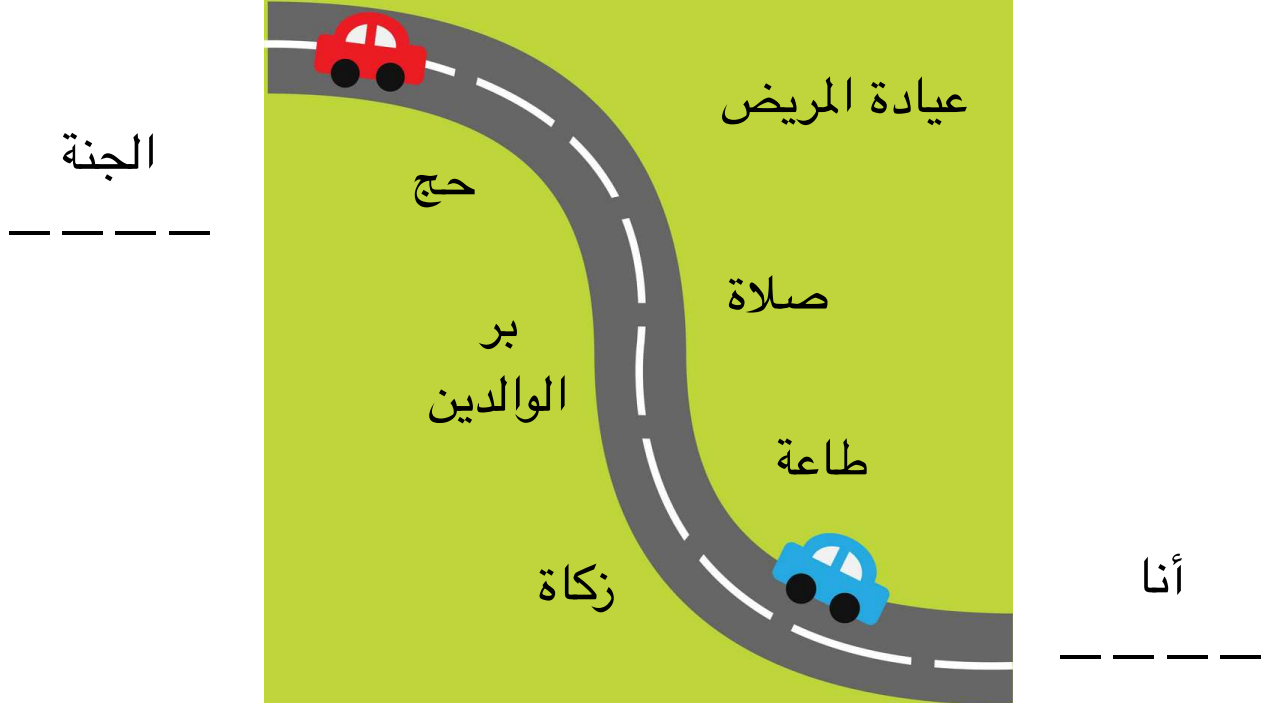 عيادة المريض
الجنة
حج
صلاة
بر
الوالدين
طاعة
زكاة
أنا